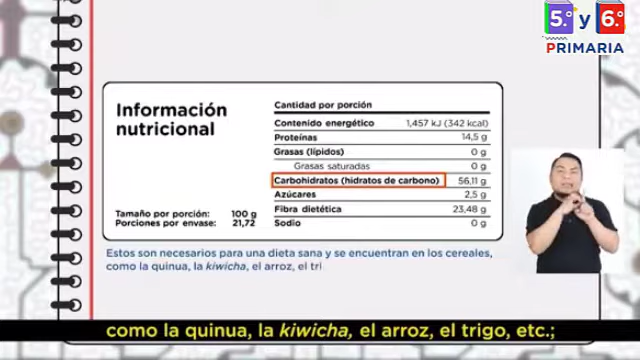 5.° y 6.°
PRIMARIA
Información
nutricional
Tamaño por porción: 100 g
Porciones por envase: 21,72
Cantidad por porción
Contenido energético 1,457 kJ (342 kcal)
Proteínas 14,5 g
Grasas (lípidos) 0 g
Grasas saturadas 0 g
Carbohidratos (hidratos de carbono) 56,11 g
Azúcares 2,5 g
Fibra dietética 23,48 g
Sodio 0 g
Estos son necesarios para una dieta sana y se encuentran en los cereales,
como la quinua, la kiwicha, el arroz, el tri
como la quinua, la kiwicha, el arroz, el trigo, etc.;